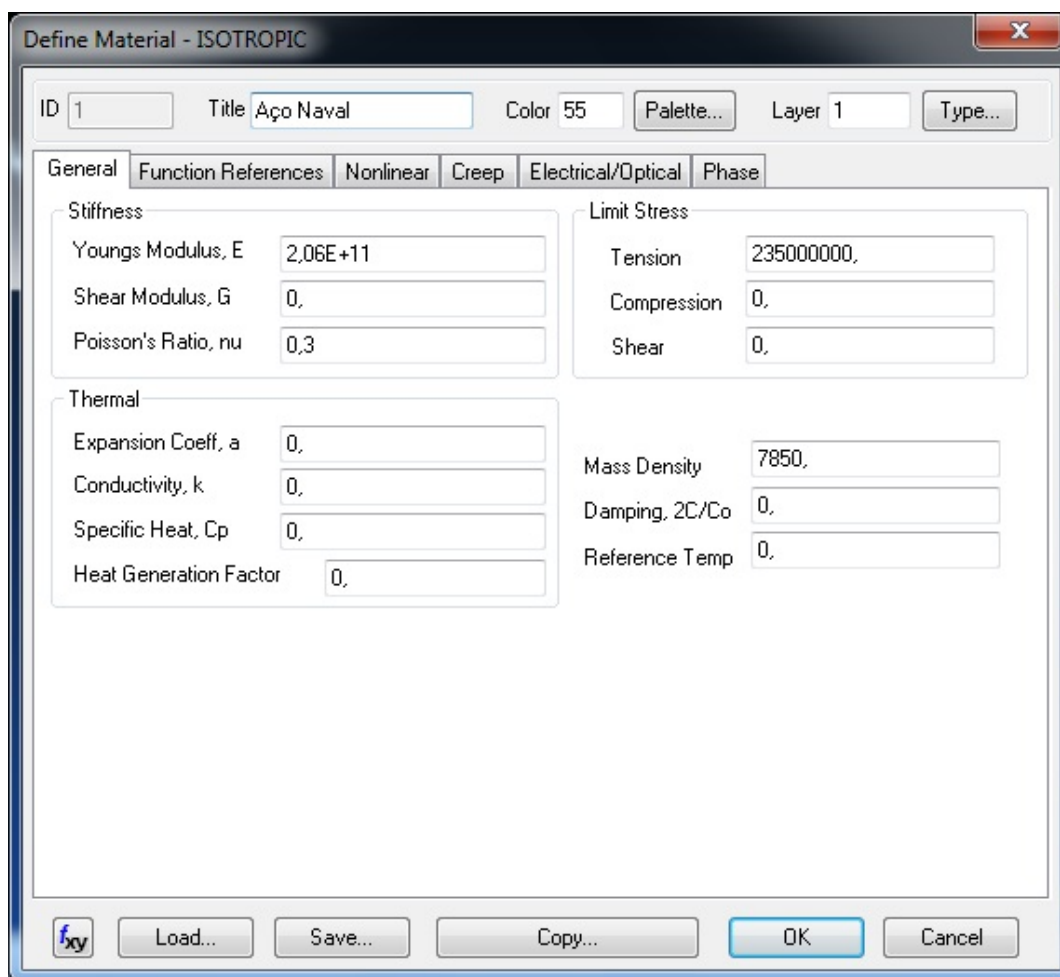 Define Material - ISOTROPIC
x
ID 1 Title Aço Naval Color 55 Palette... Layer 1 Type...
General Function References Nonlinear Creep Electrical/Optical Phase
Stiffness
Youngs Modulus, E 2,06E+11
Shear Modulus, G 0,
Poisson's Ratio, nu 0,3
Limit Stress
Tension 235000000,
Compression 0,
Shear 0,
Thermal
Expansion Coeff, a 0,
Conductivity, k 0,
Specific Heat, Cp 0,
Heat Generation Factor 0,
Mass Density 7850,
Damping, 2C/Co 0,
Reference Temp 0,
fxy Load... Save... Copy... OK Cancel